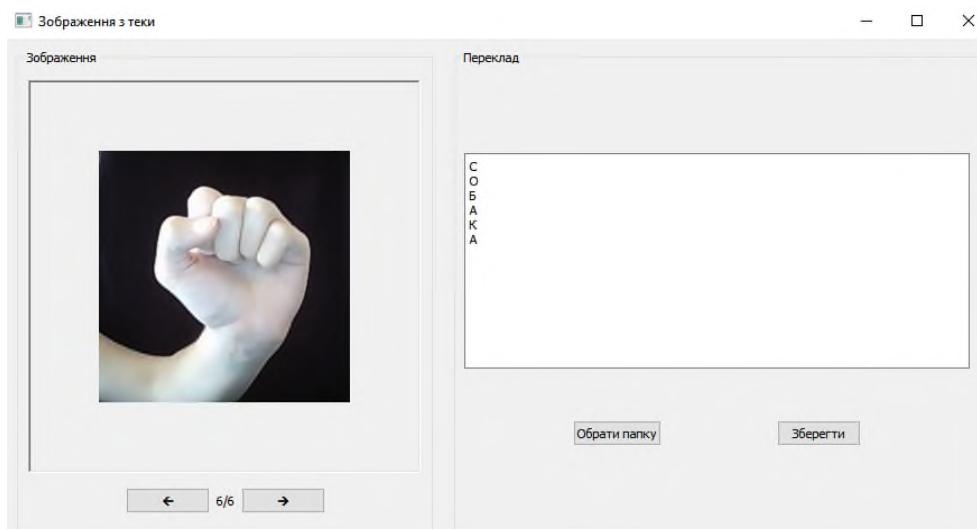 Зображення з теки
Зображення
Переклад
С
О
Б
А
К
А
Обрати папку
Зберегти
← 6/6 →